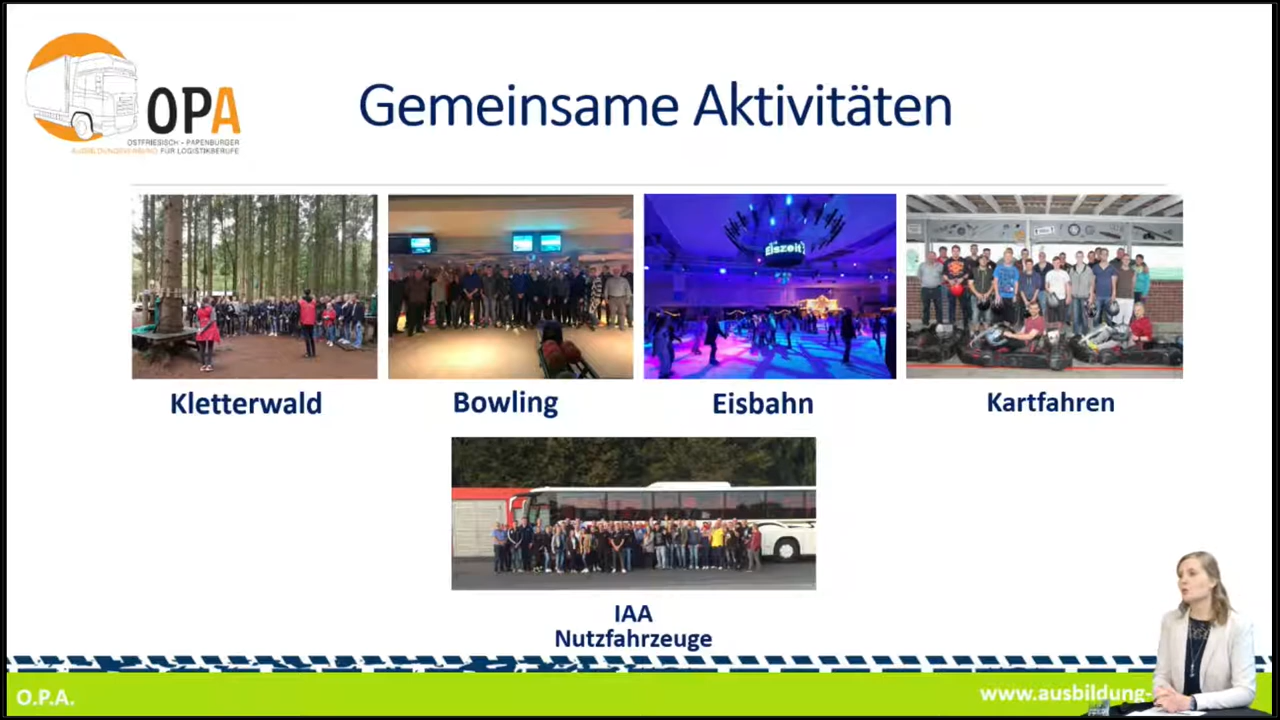 OPA
OSTFRIESISCH - PAPENBURGER
AUSBILDUNGSVERBUND FÜR LOGISTIKBERUFE
Gemeinsame Aktivitäten
Eiszeit
Kletterwald
Bowling
Eisbahn
Kartfahren
IAA
Nutzfahrzeuge
O.P.A.
www.ausbildung-